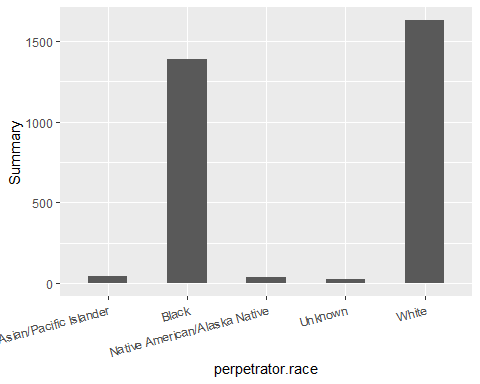 1500
1000
500
0
Summary
Asian/Pacific Islander
Black
Native American/Alaska Native
Unknown
White
perpetrator.race